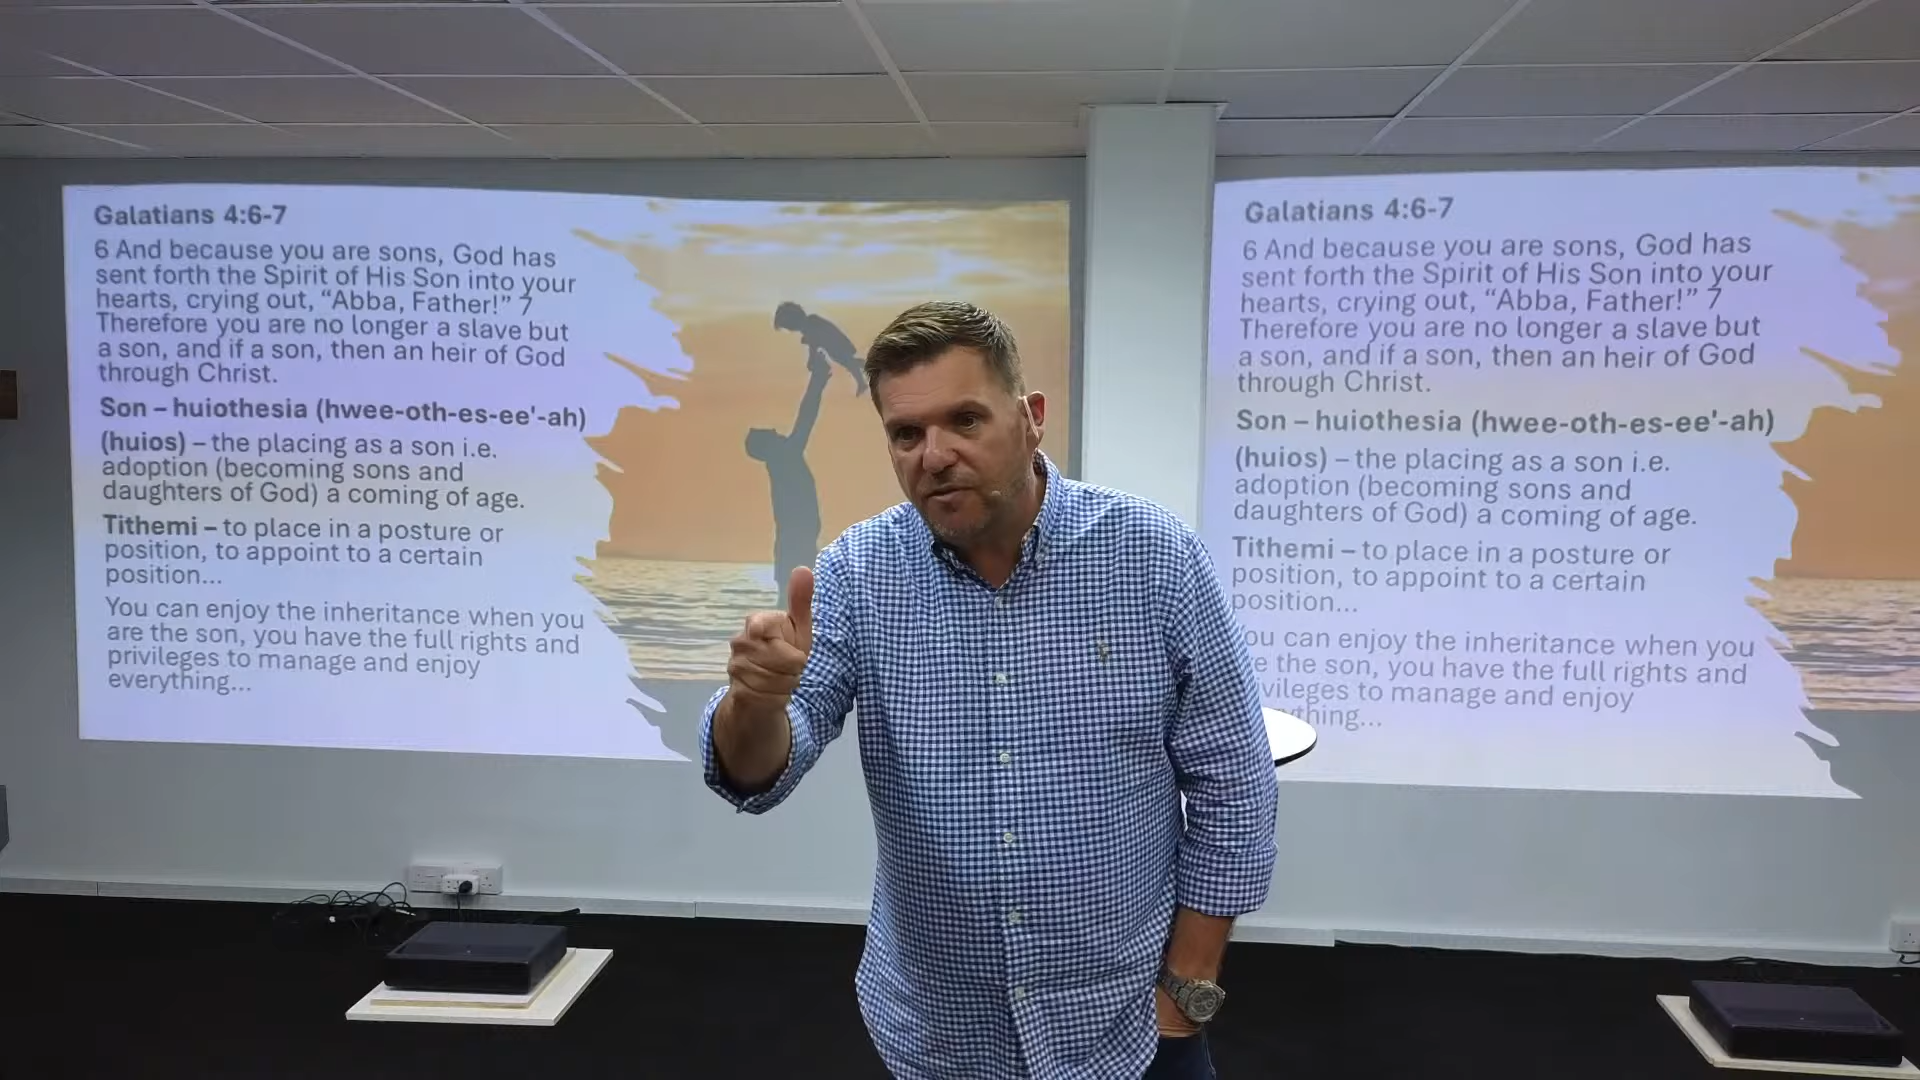 Galatians 4:6-7
6 And because you are sons, God has
sent forth the Spirit of His Son into your
hearts, crying out, “Abba, Father!” 7
Therefore you are no longer a slave but
a son, and if a son, then an heir of God
through Christ.
Son – huiothesia (hwee-oth-es-ee'-ah)
(huios) – the placing as a son i.e.
adoption (becoming sons and
daughters of God) a coming of age.
Tithemi – to place in a posture or
position, to appoint to a certain
position...
You can enjoy the inheritance when you
are the son, you have the full rights and
privileges to manage and enjoy
everything...
Galatians 4:6-7
6 And because you are sons, God has
sent forth the Spirit of His Son into your
hearts, crying out, “Abba, Father!” 7
Therefore you are no longer a slave but
a son, and if a son, then an heir of God
through Christ.
Son – huiothesia (hwee-oth-es-ee'-ah)
(huios) – the placing as a son i.e.
adoption (becoming sons and
daughters of God) a coming of age.
Tithemi – to place in a posture or
position, to appoint to a certain
position...
ou can enjoy the inheritance when you
e the son, you have the full rights and
vileges to manage and enjoy
ything...